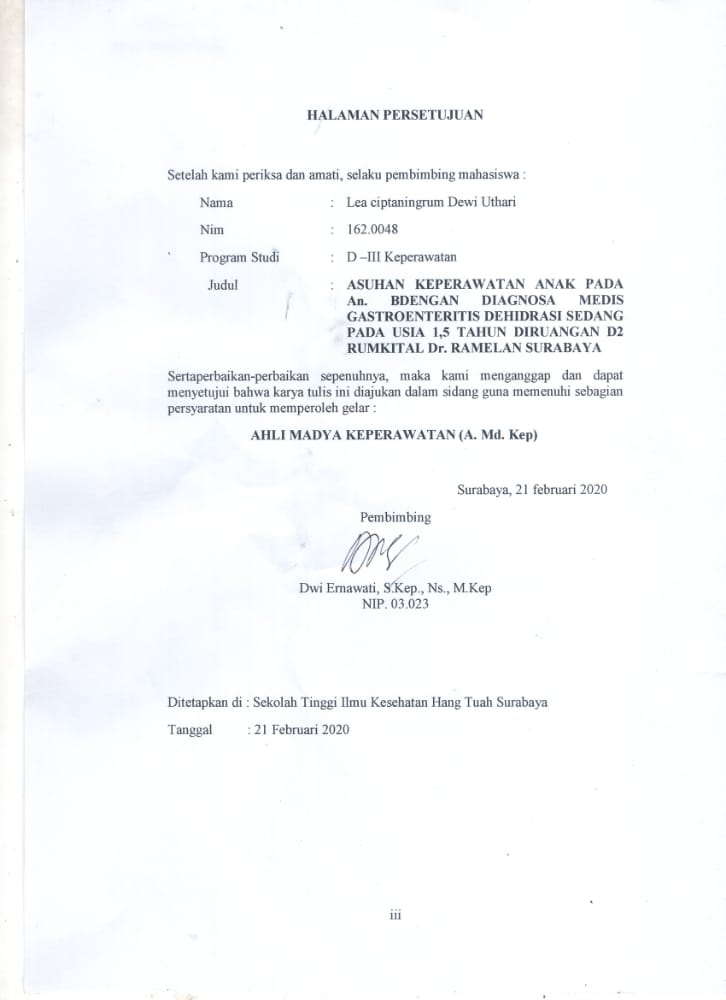 HALAMAN PERSETUJUAN
Setelah kami periksa dan amati, selaku pembimbing mahasiswa :
Nama : Lea ciptaningrum Dewi Uthari
Nim : 162.0048
Program Studi : D –III Keperawatan
Judul : ASUHAN KEPERAWATAN ANAK PADA
An. BDENGAN DIAGNOSA MEDIS
GASTROENTERITIS DEHIDRASI SEDANG
PADA USIA 1,5 TAHUN DIRUANGAN D2
RUMKITAL Dr. RAMELAN SURABAYA
Sertaperbaikan-perbaikan sepenuhnya, maka kami menganggap dan dapat
menyetujui bahwa karya tulis ini diajukan dalam sidang guna memenuhi sebagian
persyaratan untuk memperoleh gelar :
AHLI MADYA KEPERAWATAN (A. Md. Kep)
Surabaya, 21 februari 2020
Pembimbing
Dwi Ernawati, S.Kep., Ns., M.Kep
NIP. 03.023
Ditetapkan di : Sekolah Tinggi Ilmu Kesehatan Hang Tuah Surabaya
Tanggal : 21 Februari 2020
iii